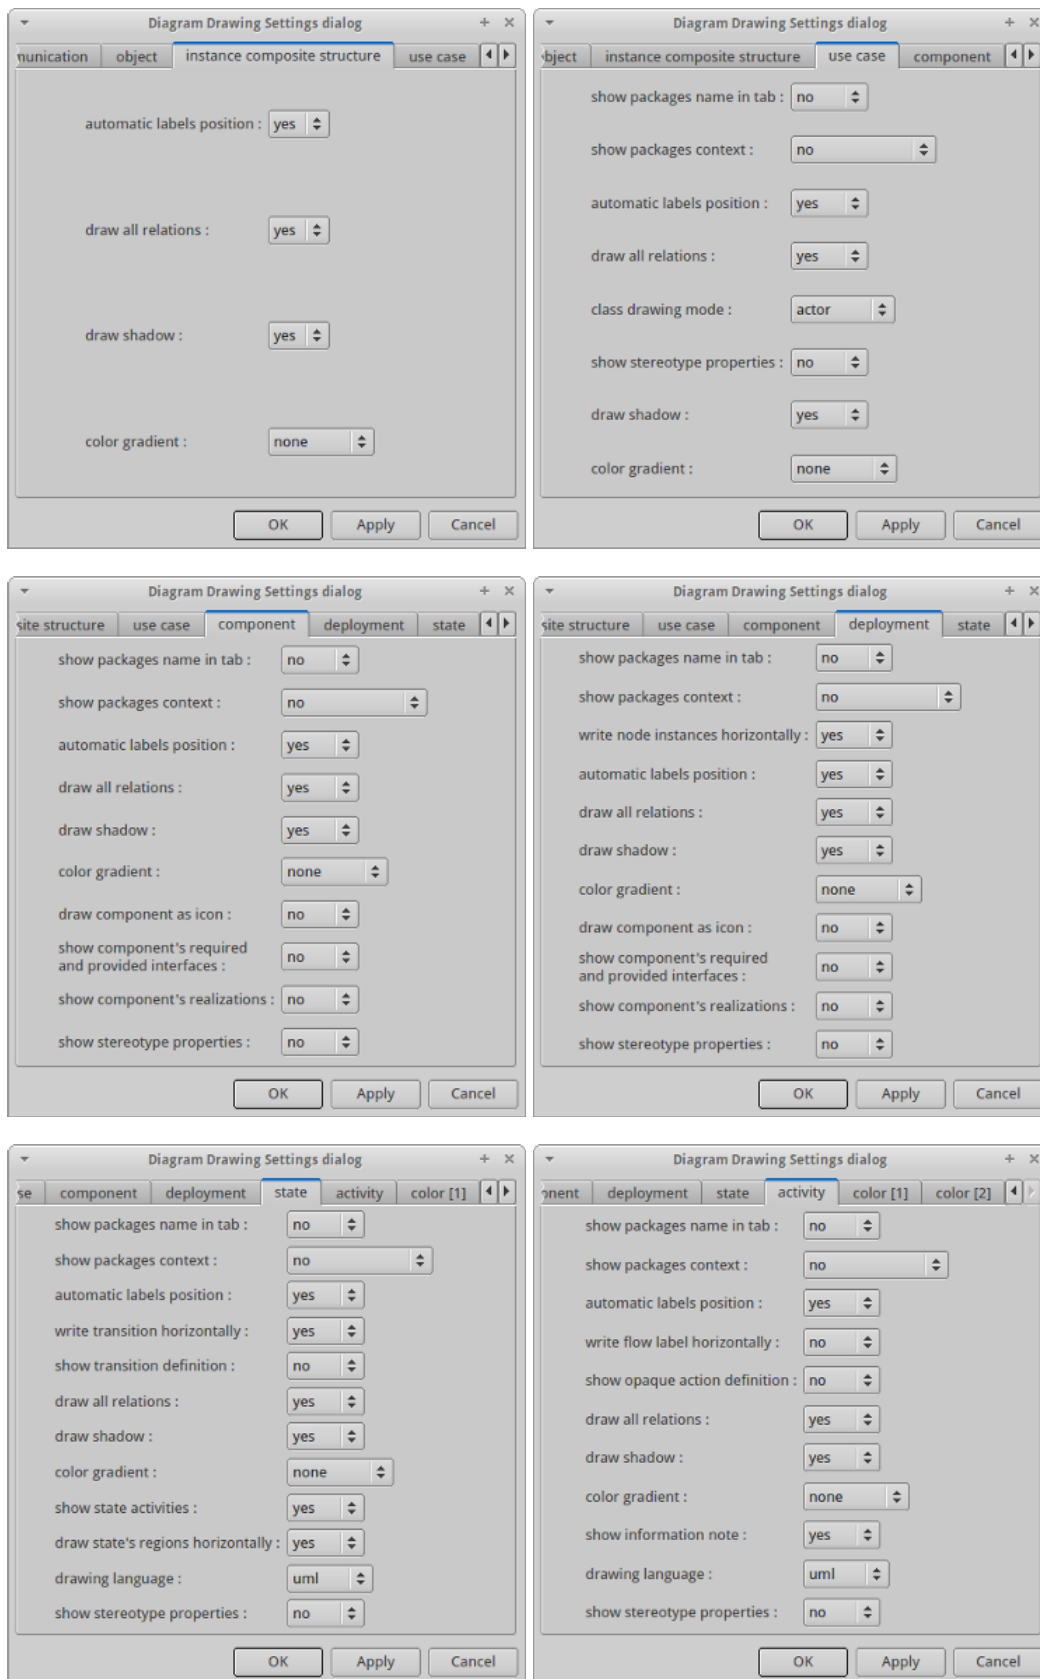 Diagram Drawing Settings dialog
munication object instance composite structure use case
automatic labels position : yes
draw all relations : yes
draw shadow : yes
color gradient : none
OK Apply Cancel
Diagram Drawing Settings dialog
bject instance composite structure use case component
show packages name in tab : no
show packages context : no
automatic labels position : yes
draw all relations : yes
class drawing mode : actor
show stereotype properties : no
draw shadow : yes
color gradient : none
OK Apply Cancel
Diagram Drawing Settings dialog
site structure use case component deployment state
show packages name in tab : no
show packages context : no
automatic labels position : yes
draw all relations : yes
draw shadow : yes
color gradient : none
draw component as icon : no
show component's required
and provided interfaces : no
show component's realizations : no
show stereotype properties : no
OK Apply Cancel
Diagram Drawing Settings dialog
site structure use case component deployment state
show packages name in tab : no
show packages context : no
write node instances horizontally : yes
automatic labels position : yes
draw all relations : yes
draw shadow : yes
color gradient : none
draw component as icon : no
show component's required
and provided interfaces : no
show component's realizations : no
show stereotype properties : no
OK Apply Cancel
Diagram Drawing Settings dialog
se component deployment state activity color [1]
show packages name in tab : no
show packages context : no
automatic labels position : yes
write transition horizontally : yes
show transition definition : no
draw all relations : yes
draw shadow : yes
color gradient : none
show state activities : yes
draw state's regions horizontally : yes
drawing language : uml
show stereotype properties : no
OK Apply Cancel
Diagram Drawing Settings dialog
onent deployment state activity color [1] color [2]
show packages name in tab : no
show packages context : no
automatic labels position : yes
write flow label horizontally : no
show opaque action definition : no
draw all relations : yes
draw shadow : yes
color gradient : none
show information note : yes
drawing language : uml
show stereotype properties : no
OK Apply Cancel